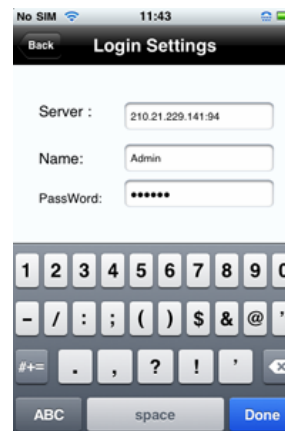 No SIM 11:43
Back Login Settings
Server : 210.21.229.141:94
Name: Admin
PassWord: ••••••
1 2 3 4 5 6 7 8 9 0
- / : ; ( ) $ & @ "
#+= . , ? ! '
ABC space Done